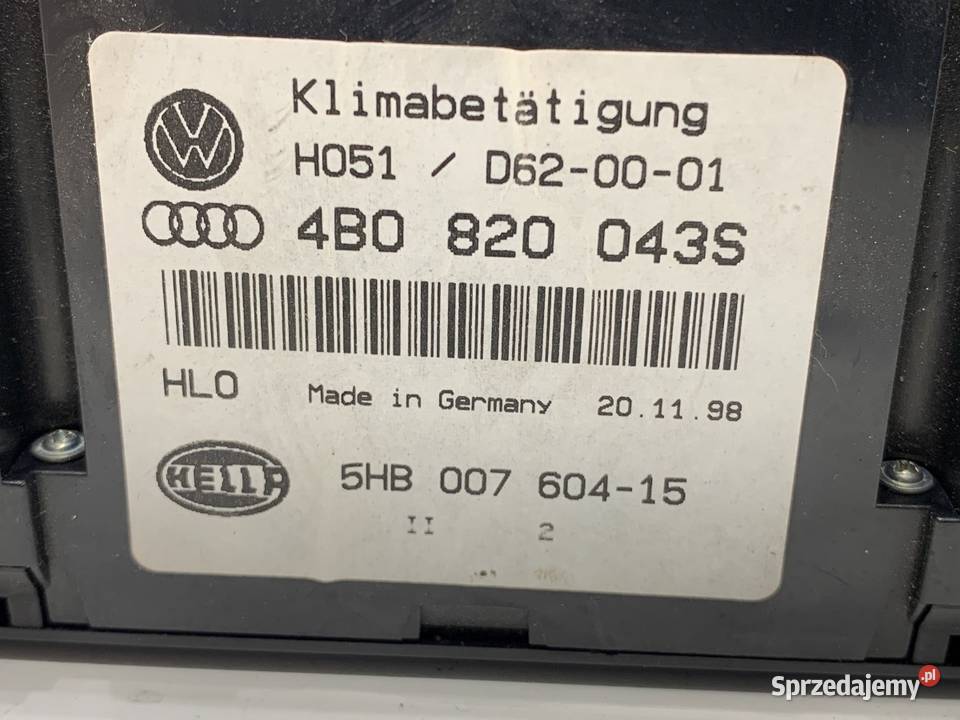 Klimabetätigung
H051 / D62-00-01
4B0 820 043S
HLO
Made in Germany 20.11.98
HELLA
5HB 007 604-15
II 2
Sprzedajemy.pl